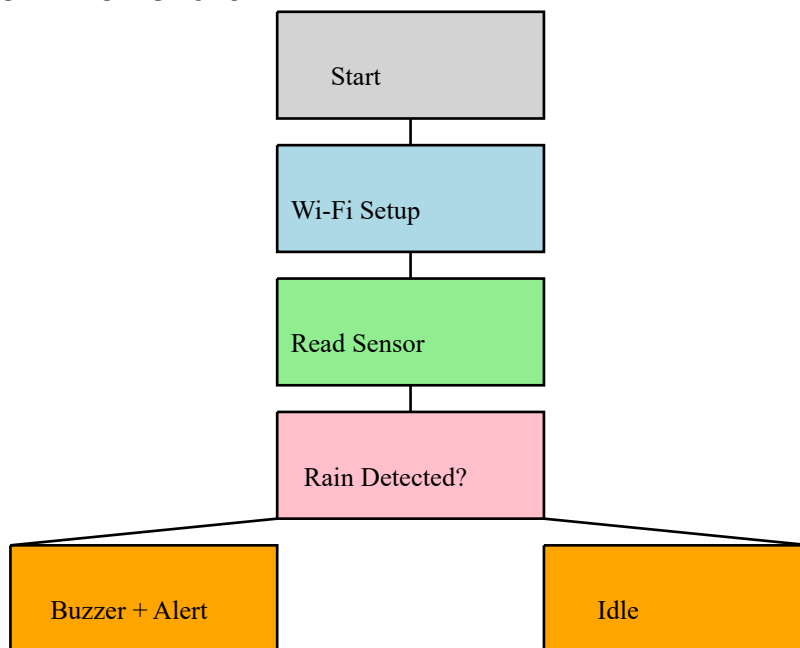 Start
Wi-Fi Setup
Read Sensor
Rain Detected?
Buzzer + Alert
Idle